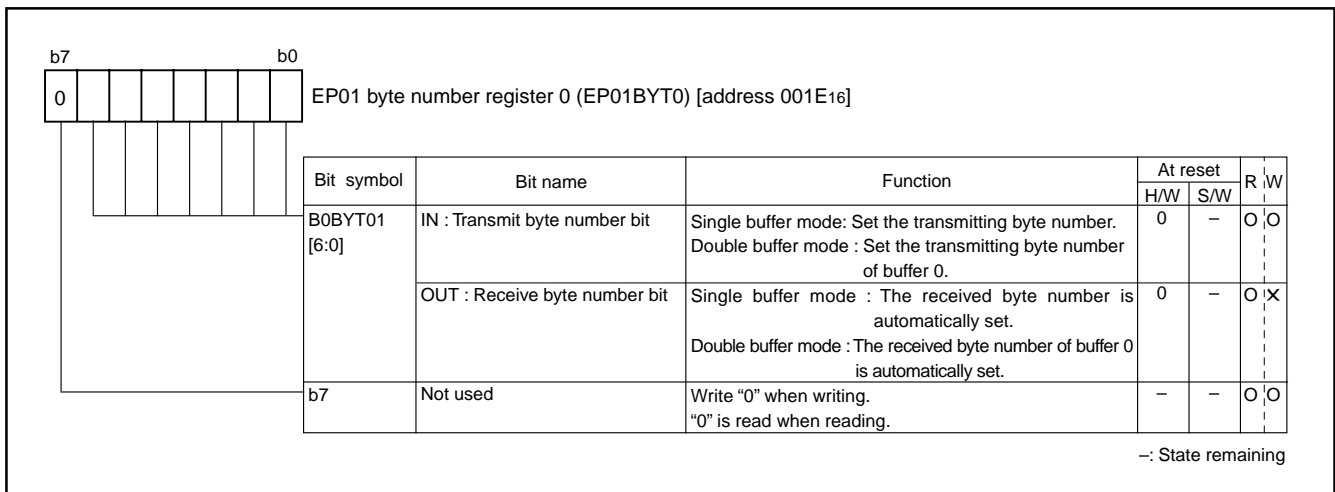 b7 b0
0 EP01 byte number register 0 (EP01BYT0) [address 001E16]
Bit symbol Bit name Function At reset R W
H/W S/W
B0BYT01 IN : Transmit byte number bit Single buffer mode: Set the transmitting byte number. 0 – O O
[6:0] Double buffer mode : Set the transmitting byte number
of buffer 0.
OUT : Receive byte number bit Single buffer mode : The received byte number is 0 – O ×
automatically set.
Double buffer mode : The received byte number of buffer 0
is automatically set.
b7 Not used Write “0” when writing. – – O O
“0” is read when reading.
–: State remaining